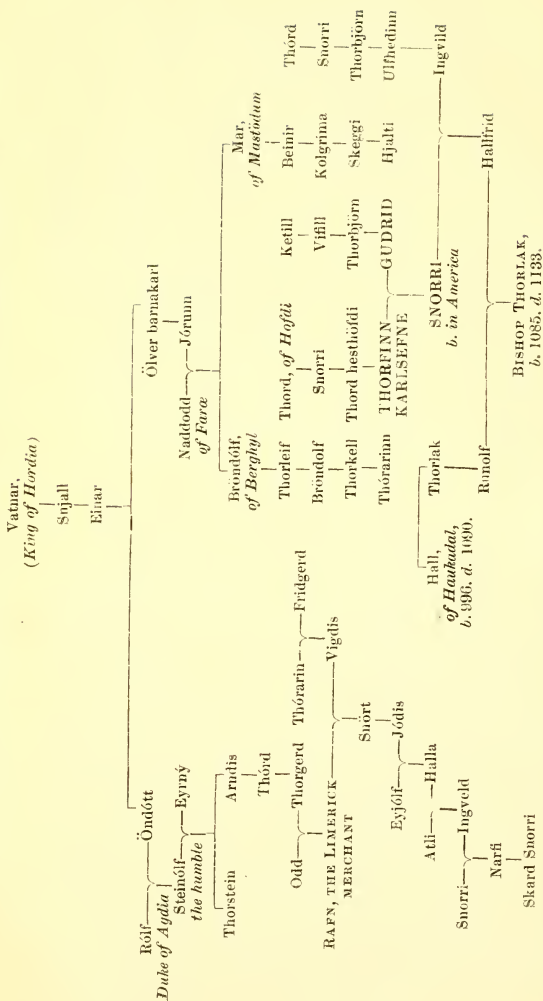 Vatnar,
(King of Hordia)
Snjall
Einar
Rólf Öndótt
Duke of Agdia
Ölver barnakarl
Steinólf Eyrný
the humble
Naddodd Jórunn
of Faræ
Thorstein Arndis
Bröndólf,
of Berghyl
Mar,
of Mastödum
Thórd
Thórd
Thorleif
Thord, of Hofdi
Ketill
Beinir
Snorri
Odd Thorgerd
Thórarin Fridgerd
Bröndolf
Snorri
Vifill
Kolgrima
Thorbjörn
RAFN, THE LIMERICK
MERCHANT
Vigdis
Thorkell
Thord hesthöfdi
Thorbjörn
Skeggi
Ulfhedinn
Snört
Thórarinn
THORFINN
KARLSEFNE
GUDRID
Hjalti
Eyjólf Jódis
Hall,
of Haukadal,
b. 996. d. 1090.
Thorlak
SNORRI
b. in America
Ingvild
Atli Halla
Runolf
Hallfrid
Snorri Ingveld
BISHOP THORLAK,
b. 1085. d. 1133.
Narfi
Skard Snorri